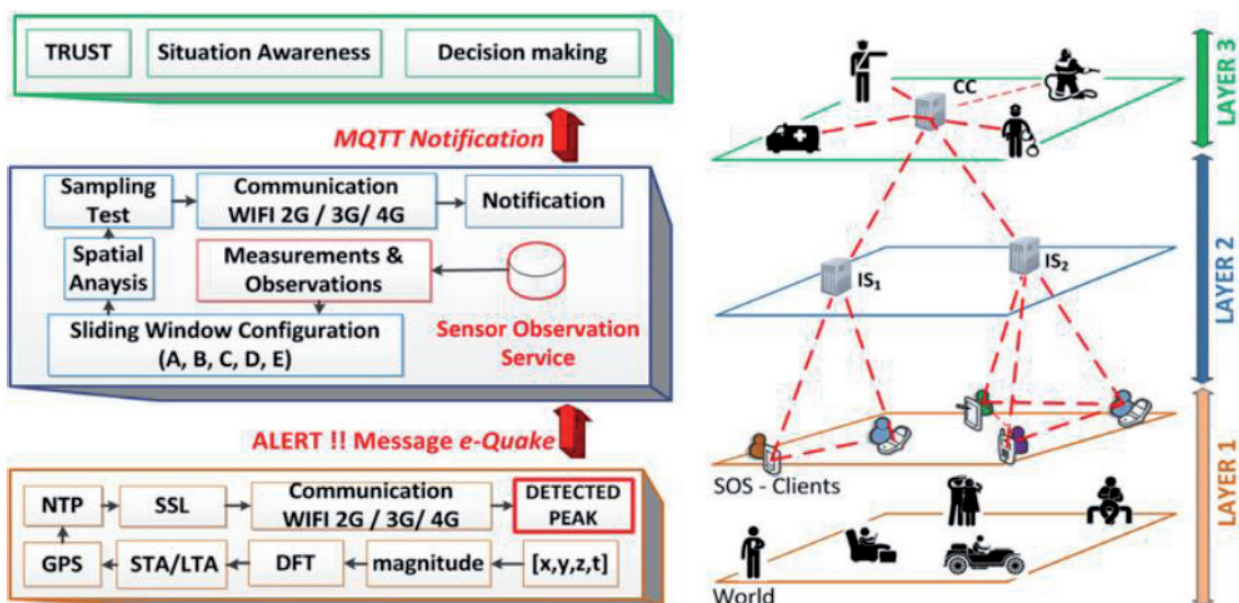 TRUST
Situation Awareness
Decision making
MQTT Notification
Sampling
Test
Communication
WIFI 2G / 3G/ 4G
Notification
Spatial
Anaysis
Measurements &
Observations
Sliding Window Configuration
(A, B, C, D, E)
Sensor Observation
Service
ALERT !! Message e-Quake
NTP
SSL
Communication
WIFI 2G / 3G/ 4G
DETECTED
PEAK
GPS
STA/LTA
DFT
magnitude
[x,y,z,t]
CC
LAYER 3
IS1
IS2
LAYER 2
SOS - Clients
LAYER 1
World